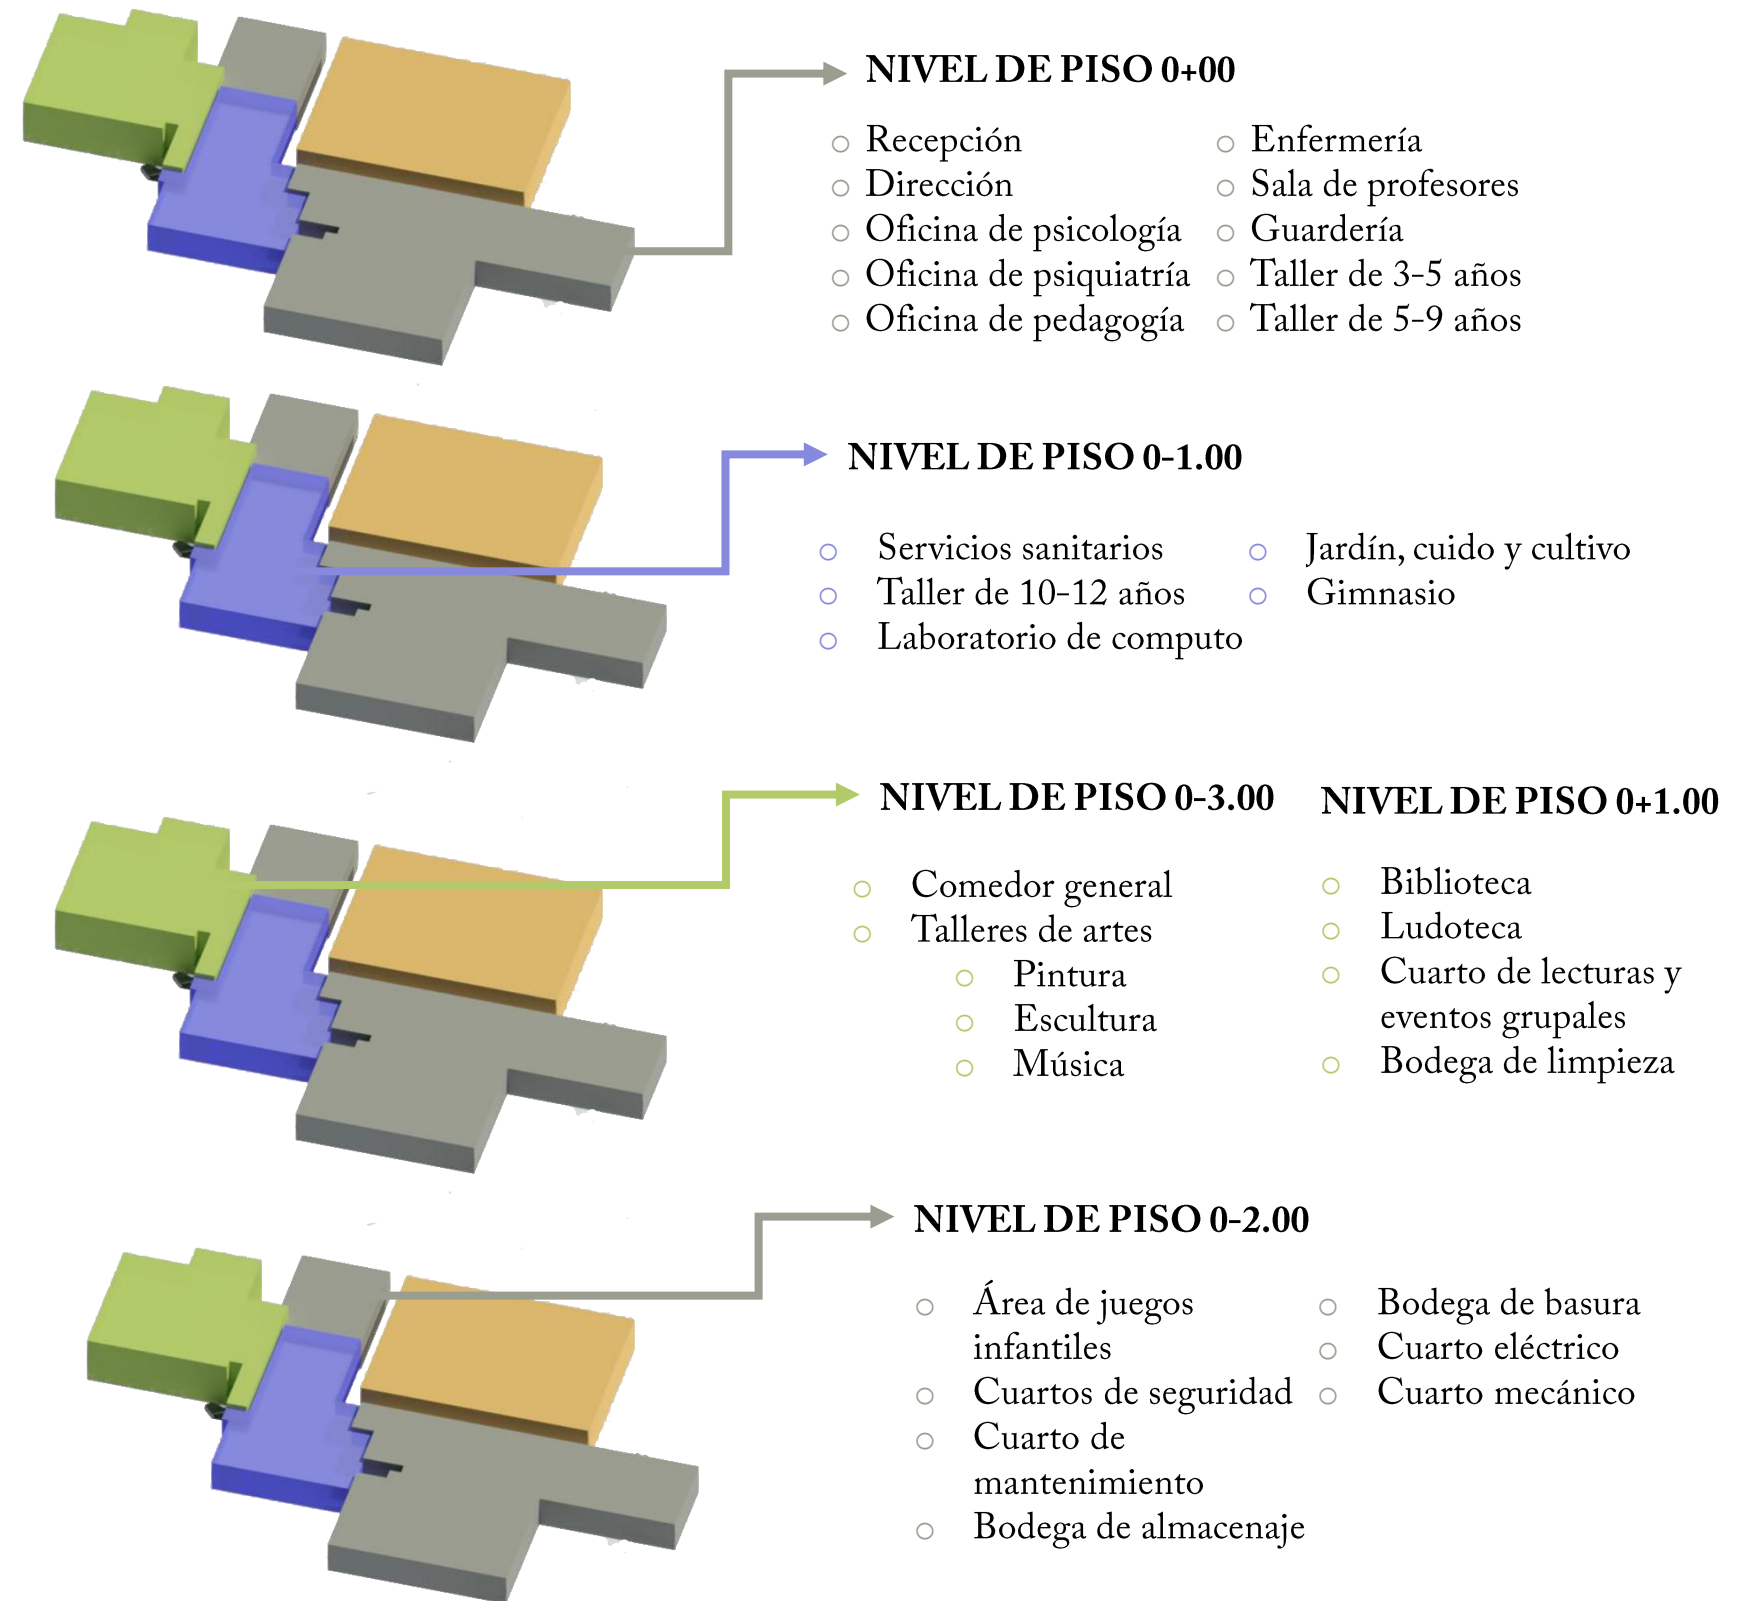 NIVEL DE PISO 0+00
Recepción
Dirección
Oficina de psicología
Oficina de psiquiatría
Oficina de pedagogía
Enfermería
Sala de profesores
Guardería
Taller de 3-5 años
Taller de 5-9 años
NIVEL DE PISO 0-1.00
Servicios sanitarios
Taller de 10-12 años
Laboratorio de computo
Jardín, cuido y cultivo
Gimnasio
NIVEL DE PISO 0-3.00
Comedor general
Talleres de artes
Pintura
Escultura
Música
NIVEL DE PISO 0+1.00
Biblioteca
Ludoteca
Cuarto de lecturas y
eventos grupales
Bodega de limpieza
NIVEL DE PISO 0-2.00
Área de juegos
infantiles
Cuartos de seguridad
Cuarto de
mantenimiento
Bodega de almacenaje
Bodega de basura
Cuarto eléctrico
Cuarto mecánico